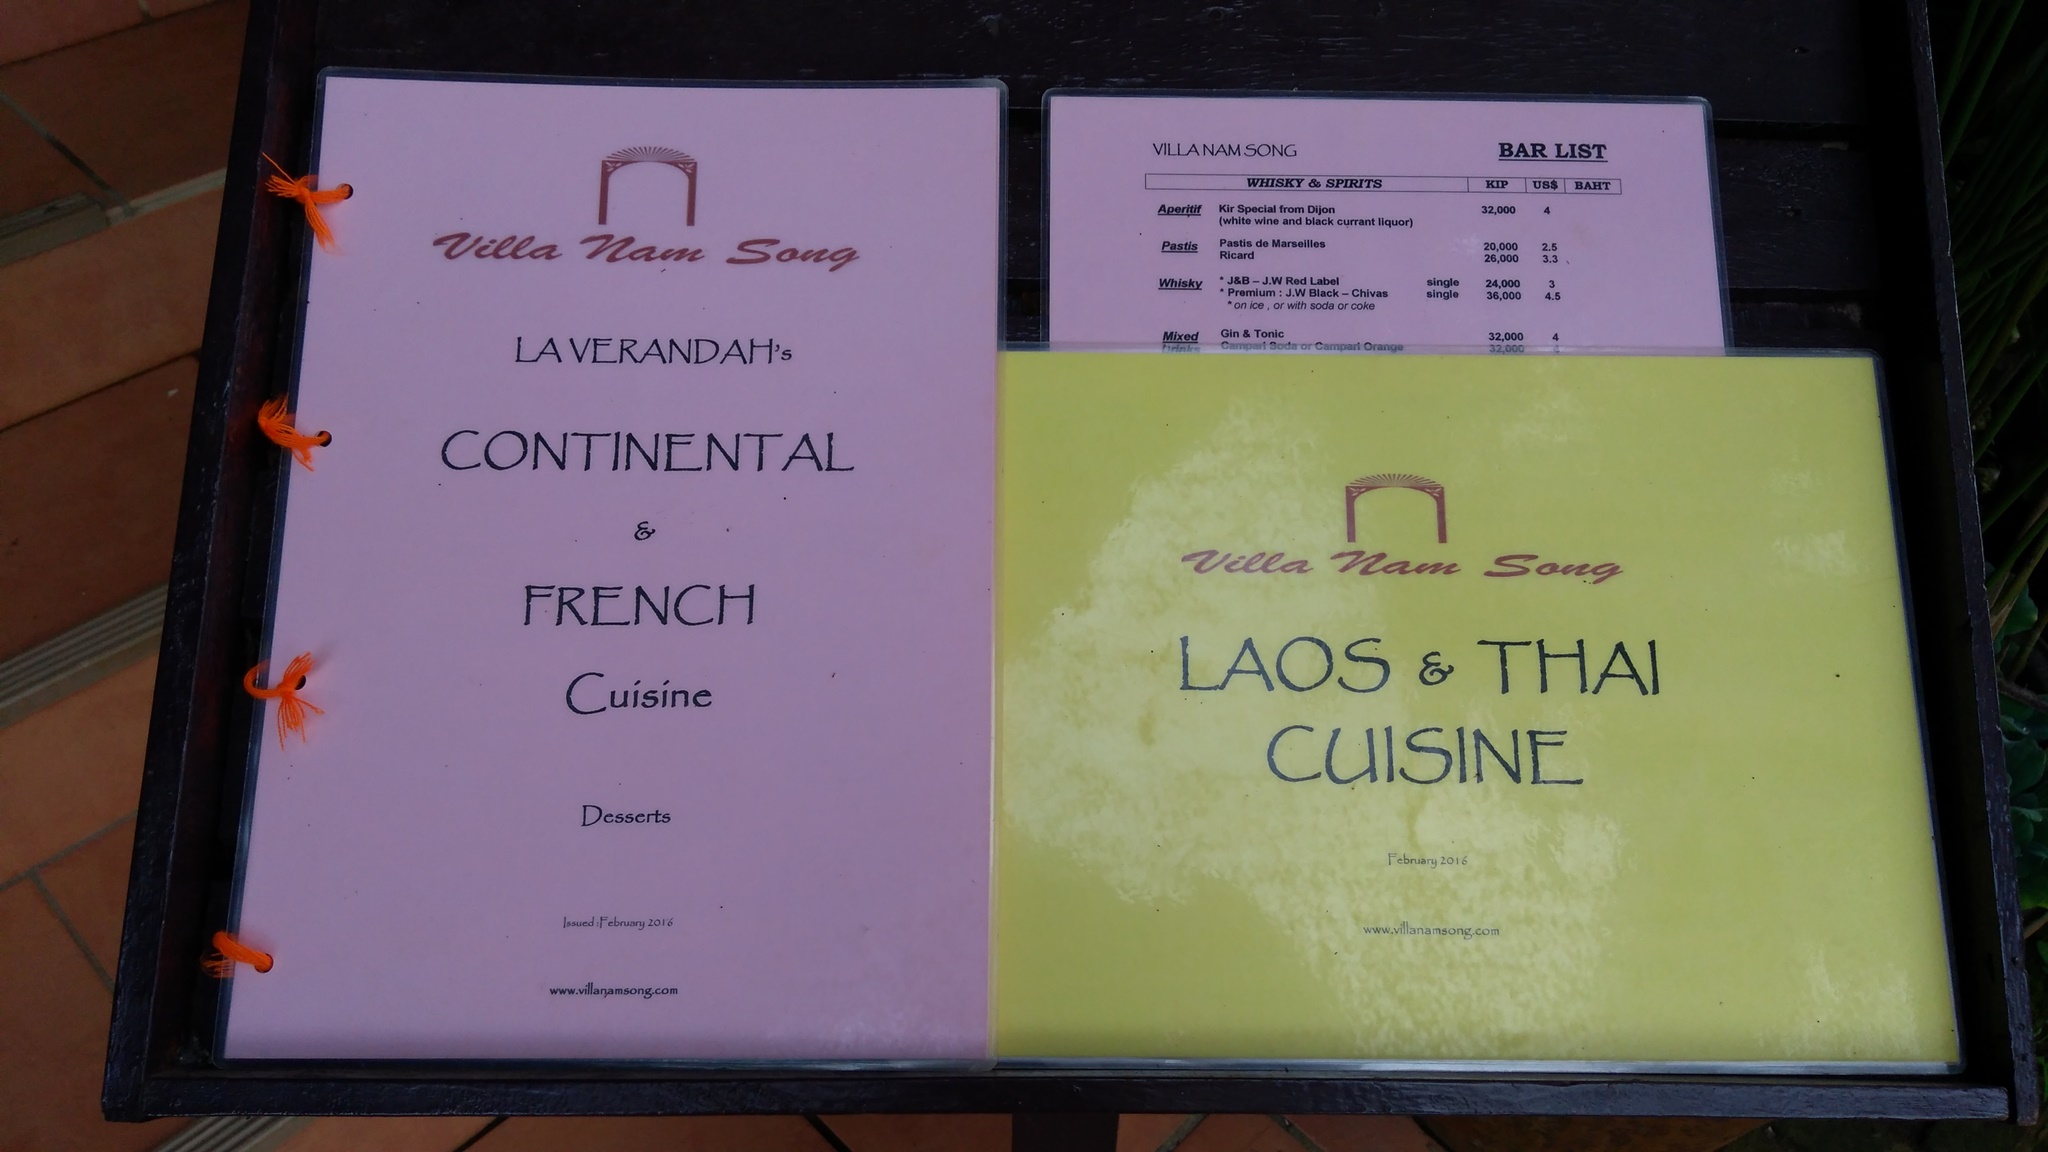 Villa Nam Song
LA VERANDAH's
CONTINENTAL
&
FRENCH
Cuisine
Desserts
Issued :February 2016
www.villanamsong.com
VILLA NAM SONG BAR LIST
WHISKY & SPIRITS KIP US$ BAHT
Aperitif Kir Special from Dijon 32,000 4
(white wine and black currant liquor)
Pastis Pastis de Marseilles 20,000 2.5
Ricard 26,000 3.3
Whisky * J&B – J.W Red Label single 24,000 3
* Premium : J.W Black – Chivas single 36,000 4.5
* on ice , or with soda or coke
Mixed Gin & Tonic 32,000 4
Drinks Campari Soda or Campari Orange 32,000 4
Villa Nam Song
LAOS & THAI
CUISINE
February 2016
www.villanamsong.com